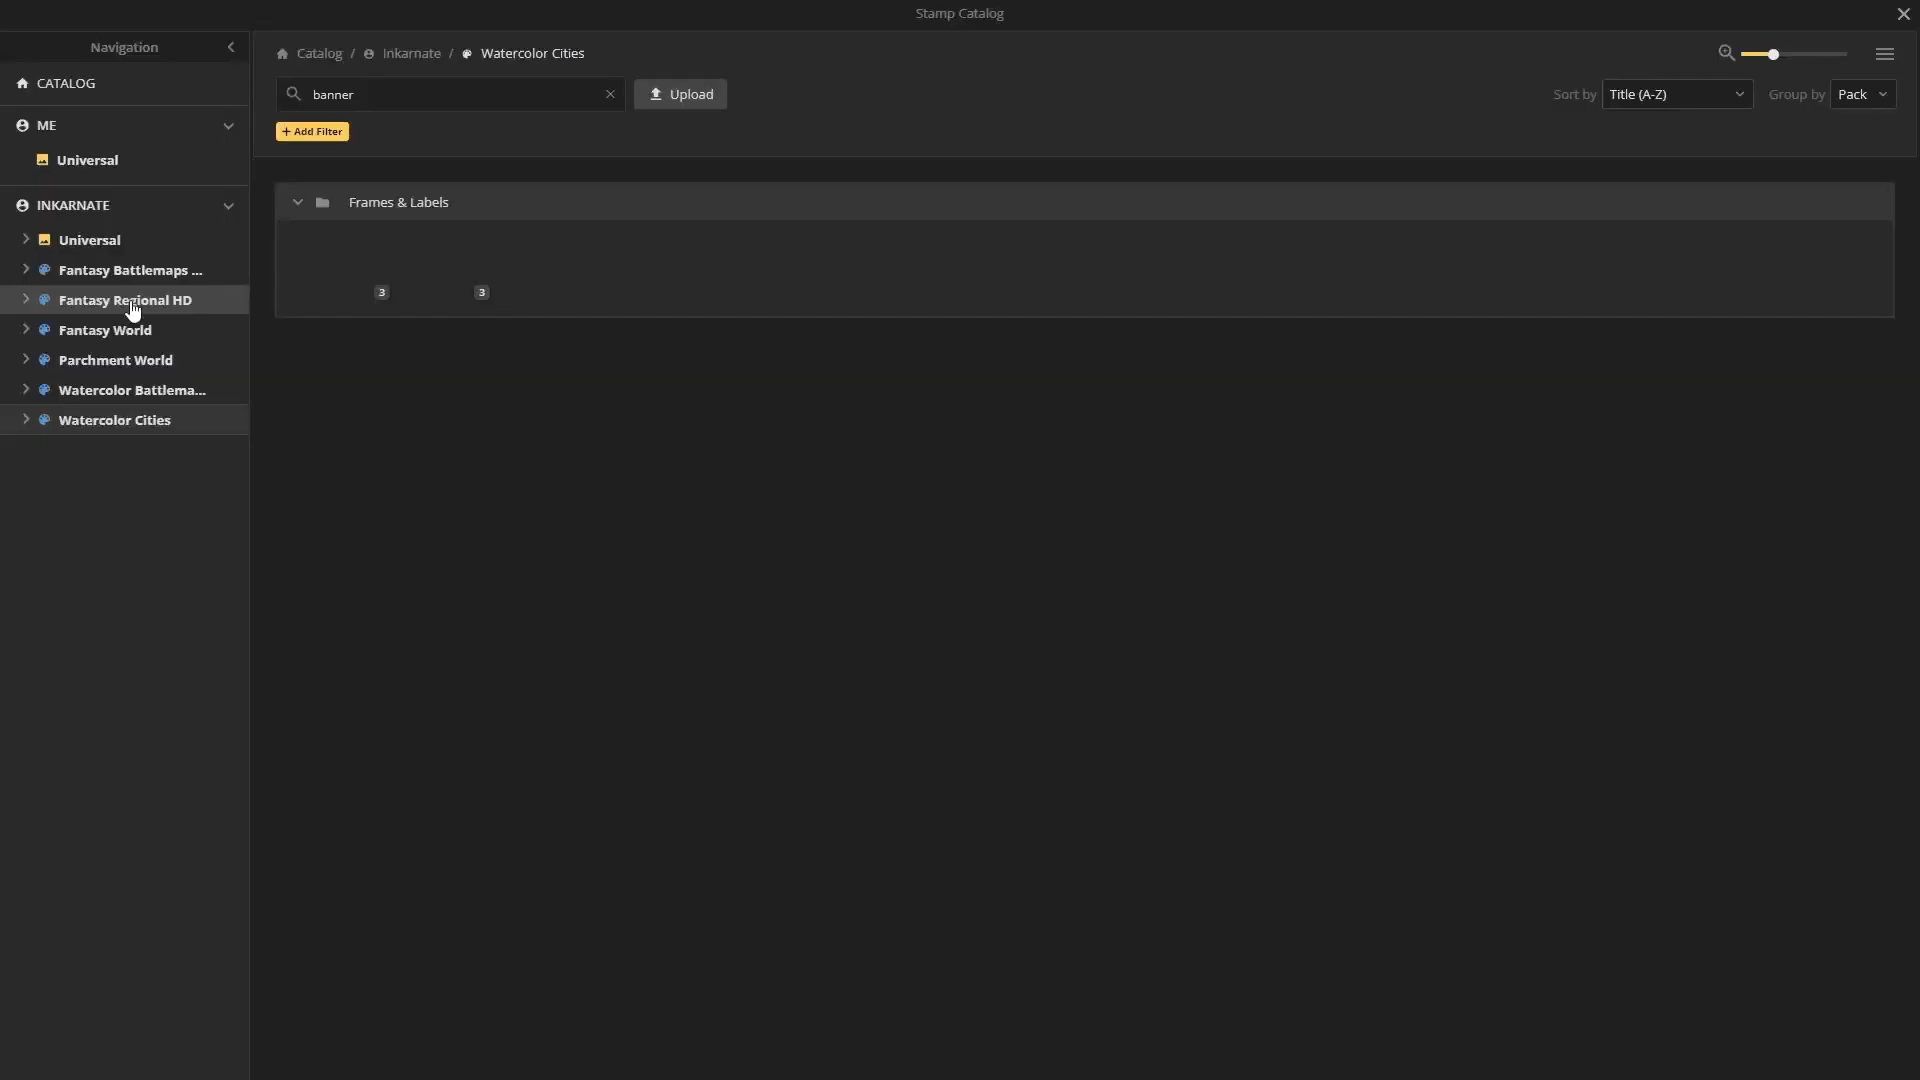 Stamp Catalog
Navigation
Catalog / Inkarnate / Watercolor Cities
CATALOG
banner
Upload
Sort by Title (A-Z)
Group by Pack
+ Add Filter
ME
Universal
INKARNATE
Universal
Fantasy Battlemaps ...
Fantasy Regional HD
Fantasy World
Parchment World
Watercolor Battlema...
Watercolor Cities
Frames & Labels
3 3